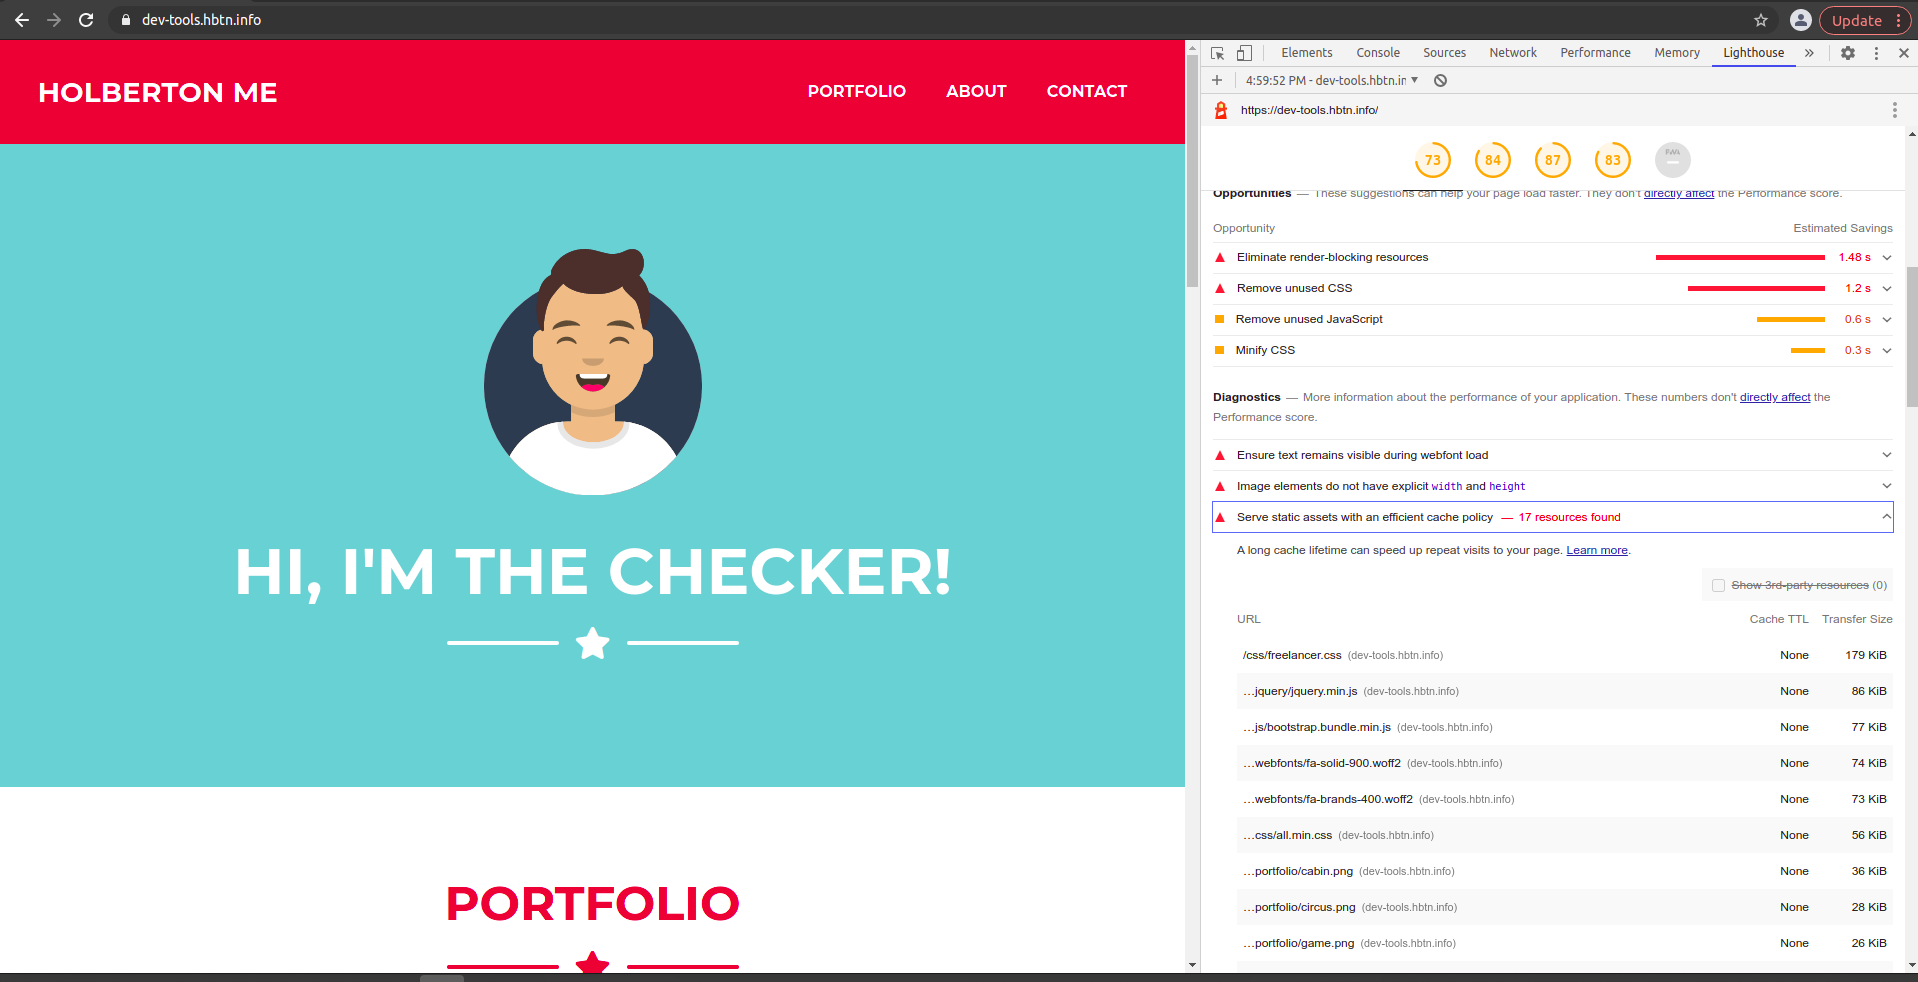 dev-tools.hbtn.info
Update
HOLBERTON ME
PORTFOLIO ABOUT CONTACT
HI, I'M THE CHECKER!
PORTFOLIO
Elements Console Sources Network Performance Memory Lighthouse
4:59:52 PM - dev-tools.hbtn.in
https://dev-tools.hbtn.info/
73 84 87 83 PWA
Opportunities — These suggestions can help your page load faster. They don't directly affect the Performance score.
Opportunity Estimated Savings
Eliminate render-blocking resources 1.48 s
Remove unused CSS 1.2 s
Remove unused JavaScript 0.6 s
Minify CSS 0.3 s
Diagnostics — More information about the performance of your application. These numbers don't directly affect the
Performance score.
Ensure text remains visible during webfont load
Image elements do not have explicit width and height
Serve static assets with an efficient cache policy — 17 resources found
A long cache lifetime can speed up repeat visits to your page. Learn more.
Show 3rd-party resources (0)
URL Cache TTL Transfer Size
/css/freelancer.css (dev-tools.hbtn.info) None 179 KiB
…jquery/jquery.min.js (dev-tools.hbtn.info) None 86 KiB
…js/bootstrap.bundle.min.js (dev-tools.hbtn.info) None 77 KiB
…webfonts/fa-solid-900.woff2 (dev-tools.hbtn.info) None 74 KiB
…webfonts/fa-brands-400.woff2 (dev-tools.hbtn.info) None 73 KiB
…css/all.min.css (dev-tools.hbtn.info) None 56 KiB
…portfolio/cabin.png (dev-tools.hbtn.info) None 36 KiB
…portfolio/circus.png (dev-tools.hbtn.info) None 28 KiB
…portfolio/game.png (dev-tools.hbtn.info) None 26 KiB